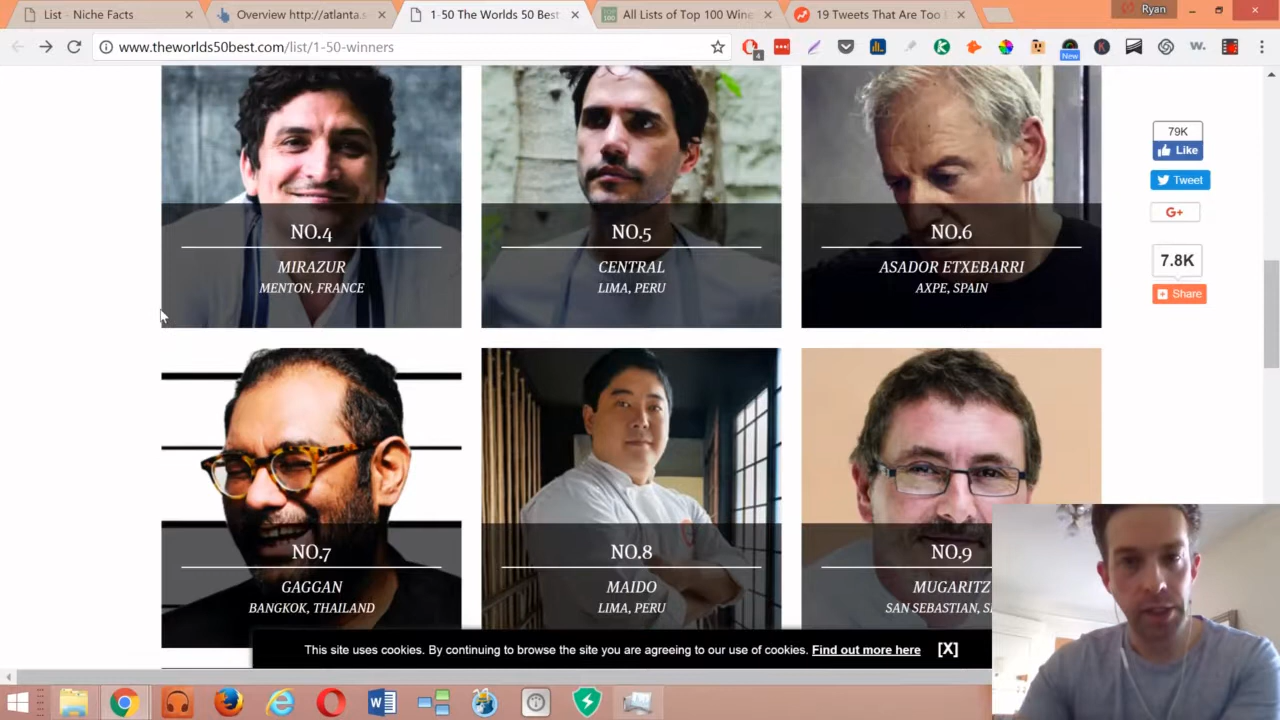 List - Niche Facts
Overview http://atlanta.s
1-50 The Worlds 50 Best
All Lists of Top 100 Wine
19 Tweets That Are Too
Ryan
www.theworlds50best.com/list/1-50-winners
4
New
w.
NO.4
MIRAZUR
MENTON, FRANCE
NO.5
CENTRAL
LIMA, PERU
NO.6
ASADOR ETXEBARRI
AXPE, SPAIN
79K
Like
Tweet
G+
7.8K
Share
NO.7
GAGGAN
BANGKOK, THAILAND
NO.8
MAIDO
LIMA, PERU
NO.9
MUGARITZ
SAN SEBASTIAN, S
This site uses cookies. By continuing to browse the site you are agreeing to our use of cookies. Find out more here [X]